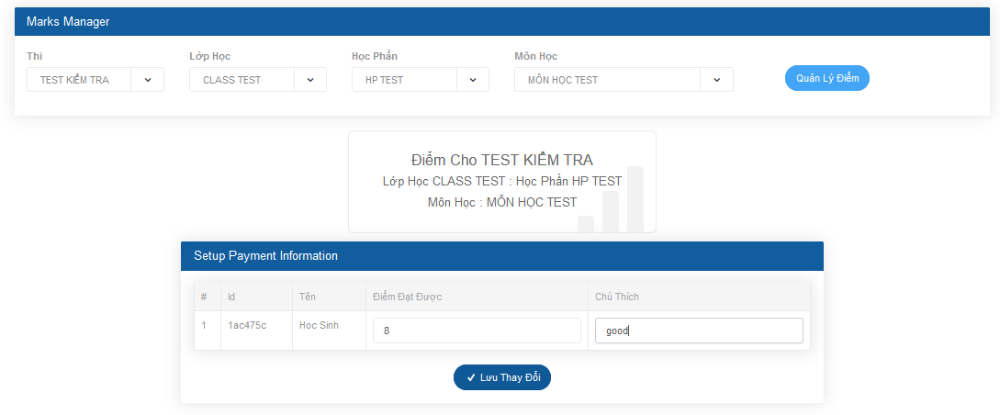 Marks Manager
Thi Lớp Học Học Phần Môn Học
TEST KIỂM TRA CLASS TEST HP TEST MÔN HỌC TEST Quản Lý Điểm
Điểm Cho TEST KIỂM TRA
Lớp Học CLASS TEST : Học Phần HP TEST
Môn Học : MÔN HỌC TEST
Setup Payment Information
# Id Tên Điểm Đạt Được Chú Thích
1 1ac475c Hoc Sinh 8 good
Lưu Thay Đổi